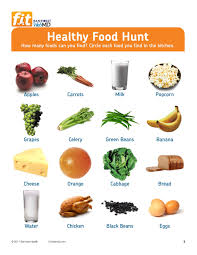 fit
WebMD
Healthy Food Hunt
How many foods can you find? Circle each food you find in the kitchen
Apples Carrots Milk Popcorn
Grapes Celery Green Beans Banana
Cheese Orange Cabbage Bread
Water Chicken Black Beans Eggs